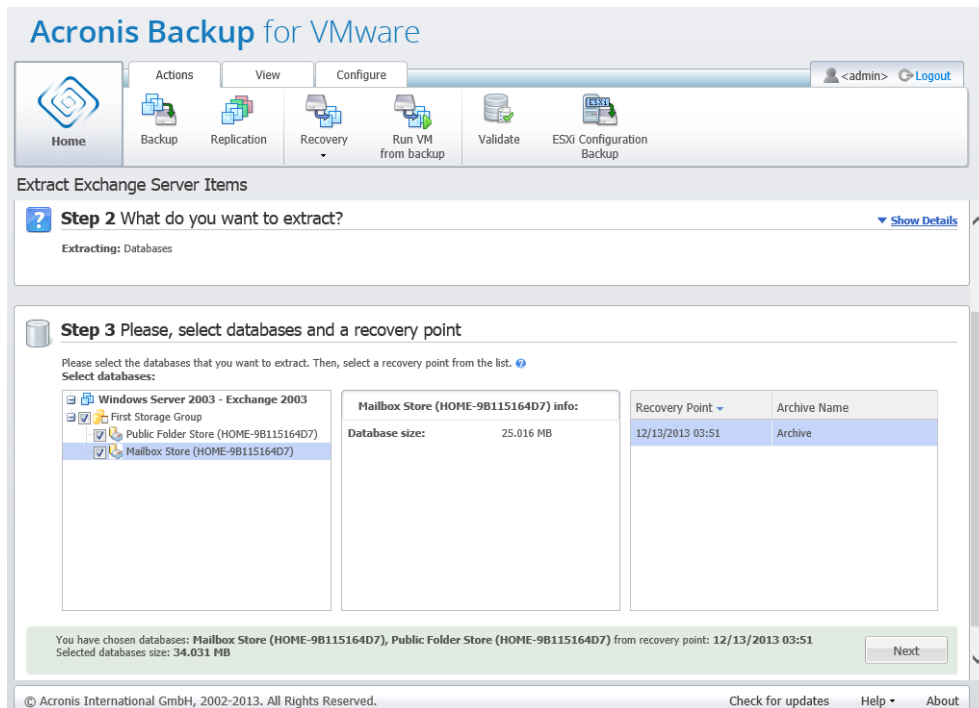 Acronis Backup for VMware
Actions View Configure
<admin> Logout
Home
Backup
Replication
Recovery
Run VM
from backup
Validate
ESXi
ESXi Configuration
Backup
Extract Exchange Server Items
Step 2 What do you want to extract?
Show Details
Extracting: Databases
Step 3 Please, select databases and a recovery point
Please select the databases that you want to extract. Then, select a recovery point from the list.
Select databases:
Windows Server 2003 - Exchange 2003
First Storage Group
Public Folder Store (HOME-9B115164D7)
Mailbox Store (HOME-9B115164D7)
Mailbox Store (HOME-9B115164D7) info:
Database size: 25.016 MB
Recovery Point Archive Name
12/13/2013 03:51 Archive
You have chosen databases: Mailbox Store (HOME-9B115164D7), Public Folder Store (HOME-9B115164D7) from recovery point: 12/13/2013 03:51
Selected databases size: 34.031 MB
Next
© Acronis International GmbH, 2002-2013. All Rights Reserved.
Check for updates Help About